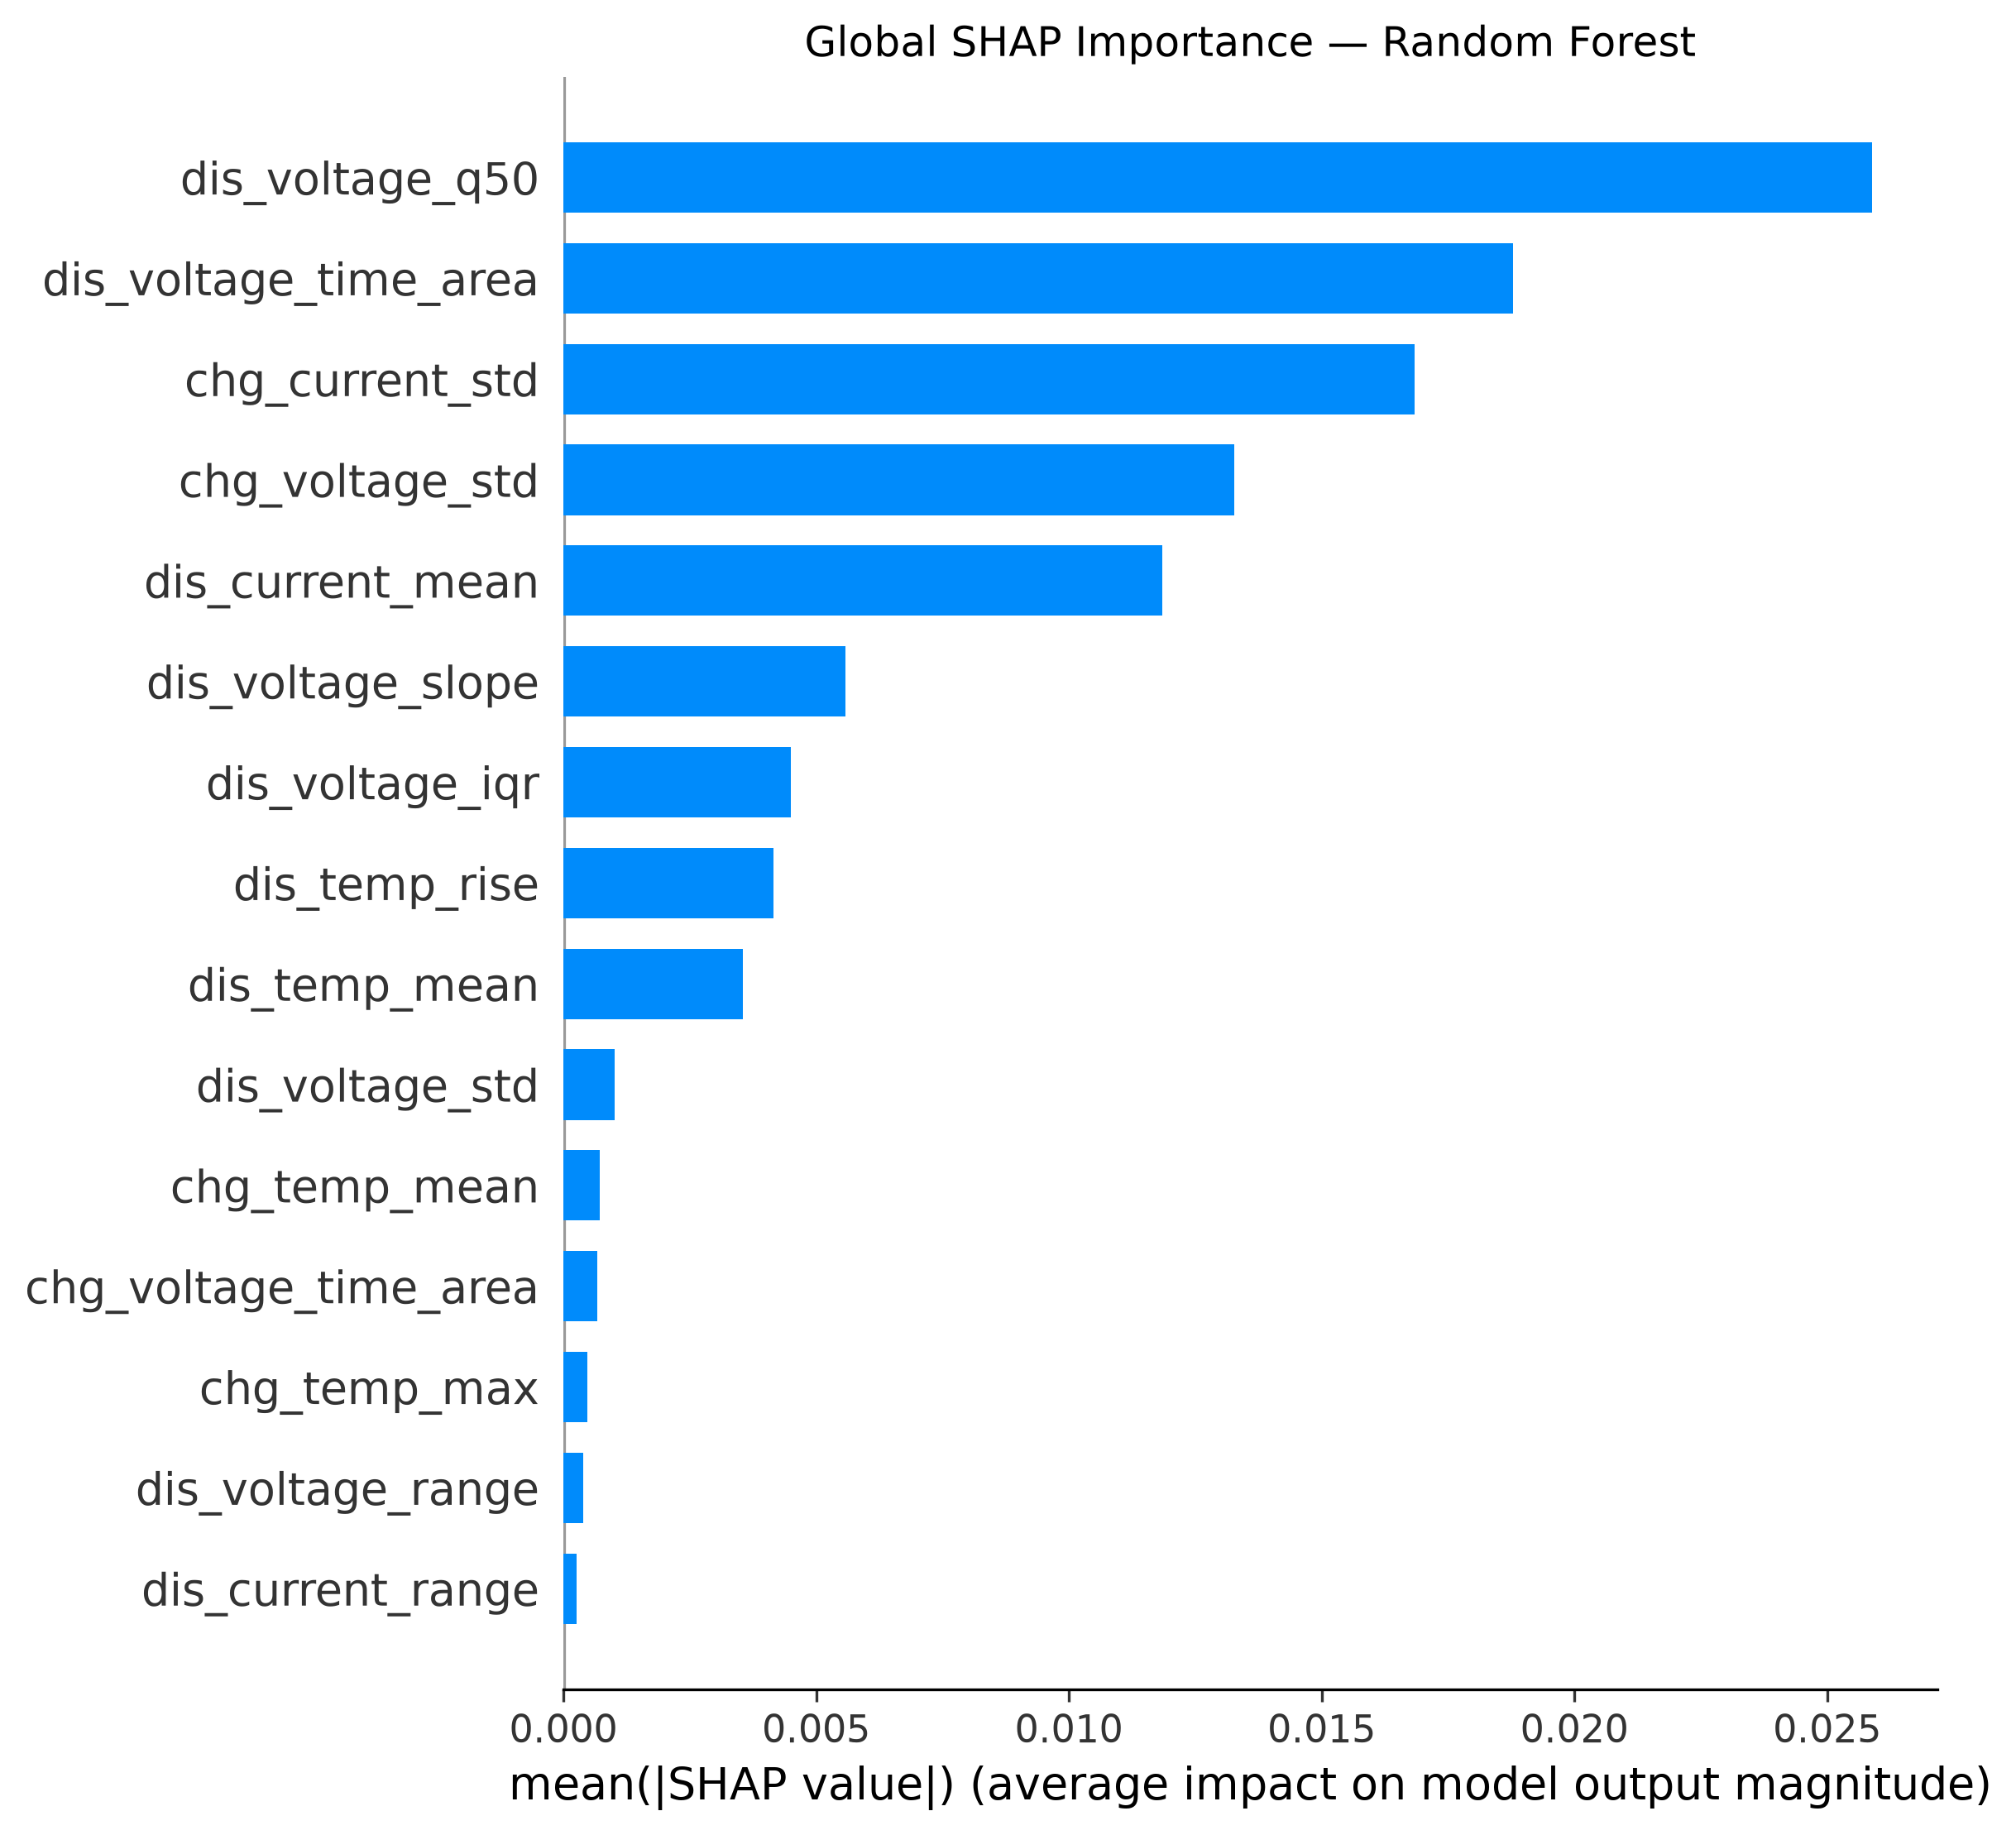 Global SHAP Importance — Random Forest
dis_voltage_q50
dis_voltage_time_area
chg_current_std
chg_voltage_std
dis_current_mean
dis_voltage_slope
dis_voltage_iqr
dis_temp_rise
dis_temp_mean
dis_voltage_std
chg_temp_mean
chg_voltage_time_area
chg_temp_max
dis_voltage_range
dis_current_range
0.000 0.005 0.010 0.015 0.020 0.025
mean(|SHAP value|) (average impact on model output magnitude)